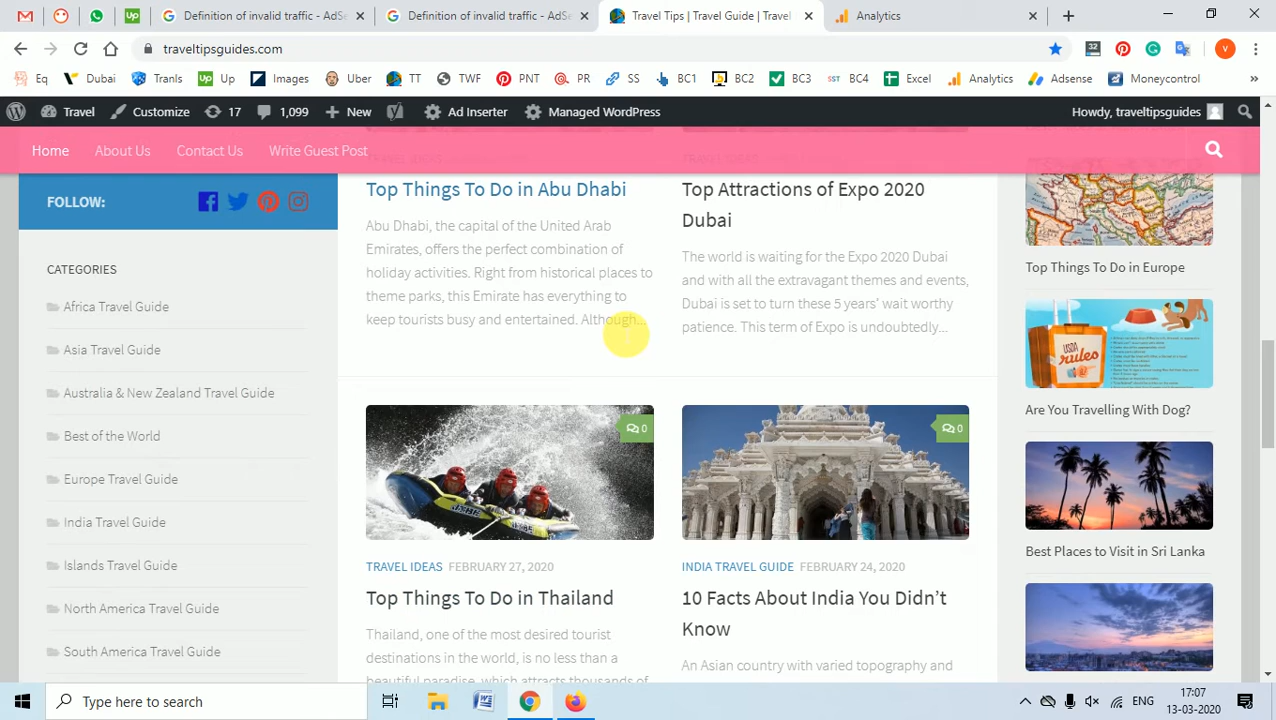 Definition of invalid traffic - AdSe
Definition of invalid traffic - AdSe
Travel Tips | Travel Guide | Travel
Analytics
traveltipsguides.com
Eq
Dubai
Tranls
Up
Images
Uber
TT
TWF
PNT
PR
SS
BC1
BC2
BC3
BC4
Excel
Analytics
Adsense
Moneycontrol
Travel
Customize
17
1,099
New
Ad Inserter
Managed WordPress
Howdy, traveltipsguides
Home
About Us
Contact Us
Write Guest Post
FOLLOW:
CATEGORIES
Africa Travel Guide
Asia Travel Guide
Australia & New Zealand Travel Guide
Best of the World
Europe Travel Guide
India Travel Guide
Islands Travel Guide
North America Travel Guide
South America Travel Guide
Top Things To Do in Abu Dhabi
Abu Dhabi, the capital of the United Arab
Emirates, offers the perfect combination of
holiday activities. Right from historical places to
theme parks, this Emirate has everything to
keep tourists busy and entertained. Although...
Top Attractions of Expo 2020
Dubai
The world is waiting for the Expo 2020 Dubai
and with all the extravagant themes and events,
Dubai is set to turn these 5 years' wait worthy
patience. This term of Expo is undoubtedly...
0
TRAVEL IDEAS FEBRUARY 27, 2020
Top Things To Do in Thailand
Thailand, one of the most desired tourist
destinations in the world, is no less than a
beautiful paradise, which attracts thousands of
0
INDIA TRAVEL GUIDE FEBRUARY 24, 2020
10 Facts About India You Didn't
Know
An Asian country with varied topography and
Top Things To Do in Europe
USDA
rules
Are You Travelling With Dog?
Best Places to Visit in Sri Lanka
Type here to search
ENG
17:07
13-03-2020